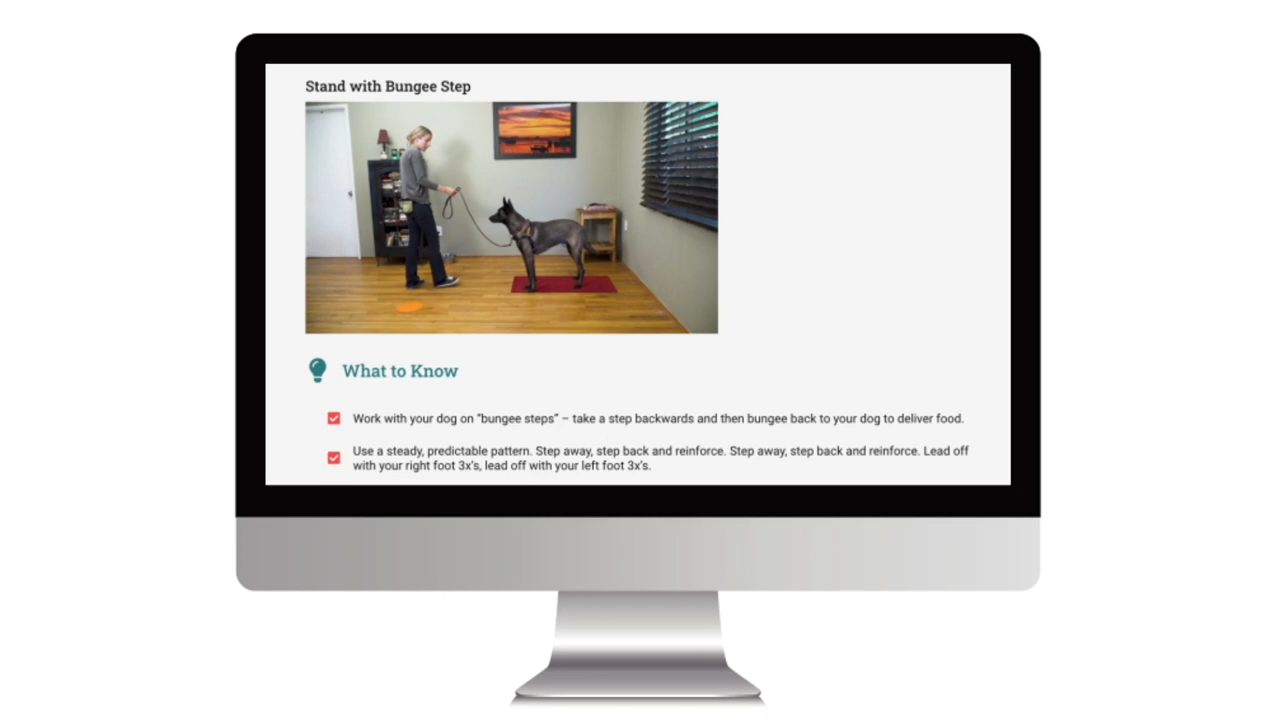 Stand with Bungee Step
What to Know
Work with your dog on “bungee steps” – take a step backwards and then bungee back to your dog to deliver food.
Use a steady, predictable pattern. Step away, step back and reinforce. Step away, step back and reinforce. Lead off
with your right foot 3x's, lead off with your left foot 3x's.